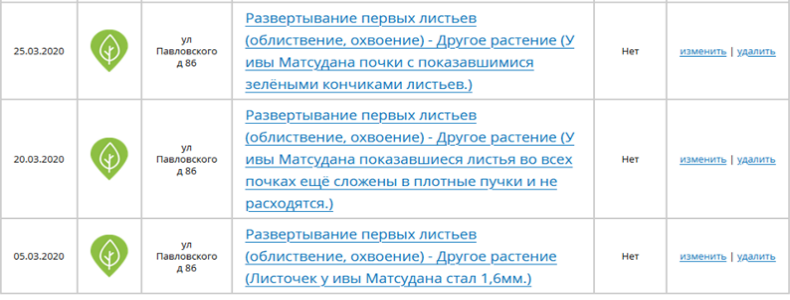 25.03.2020
ул
Павловского
д 86
Развертывание первых листьев
(облиствение, охвоение) - Другое растение (У
ивы Матсудана почки с показавшимися
зелёными кончиками листьев.)
Нет
изменить | удалить
20.03.2020
ул
Павловского
д 86
Развертывание первых листьев
(облиствение, охвоение) - Другое растение (У
ивы Матсудана показавшиеся листья во всех
почках ещё сложены в плотные пучки и не
расходятся.)
Нет
изменить | удалить
05.03.2020
ул
Павловского
д 86
Развертывание первых листьев
(облиствение, охвоение) - Другое растение
(Листочек у ивы Матсудана стал 1,6мм.)
Нет
изменить | удалить